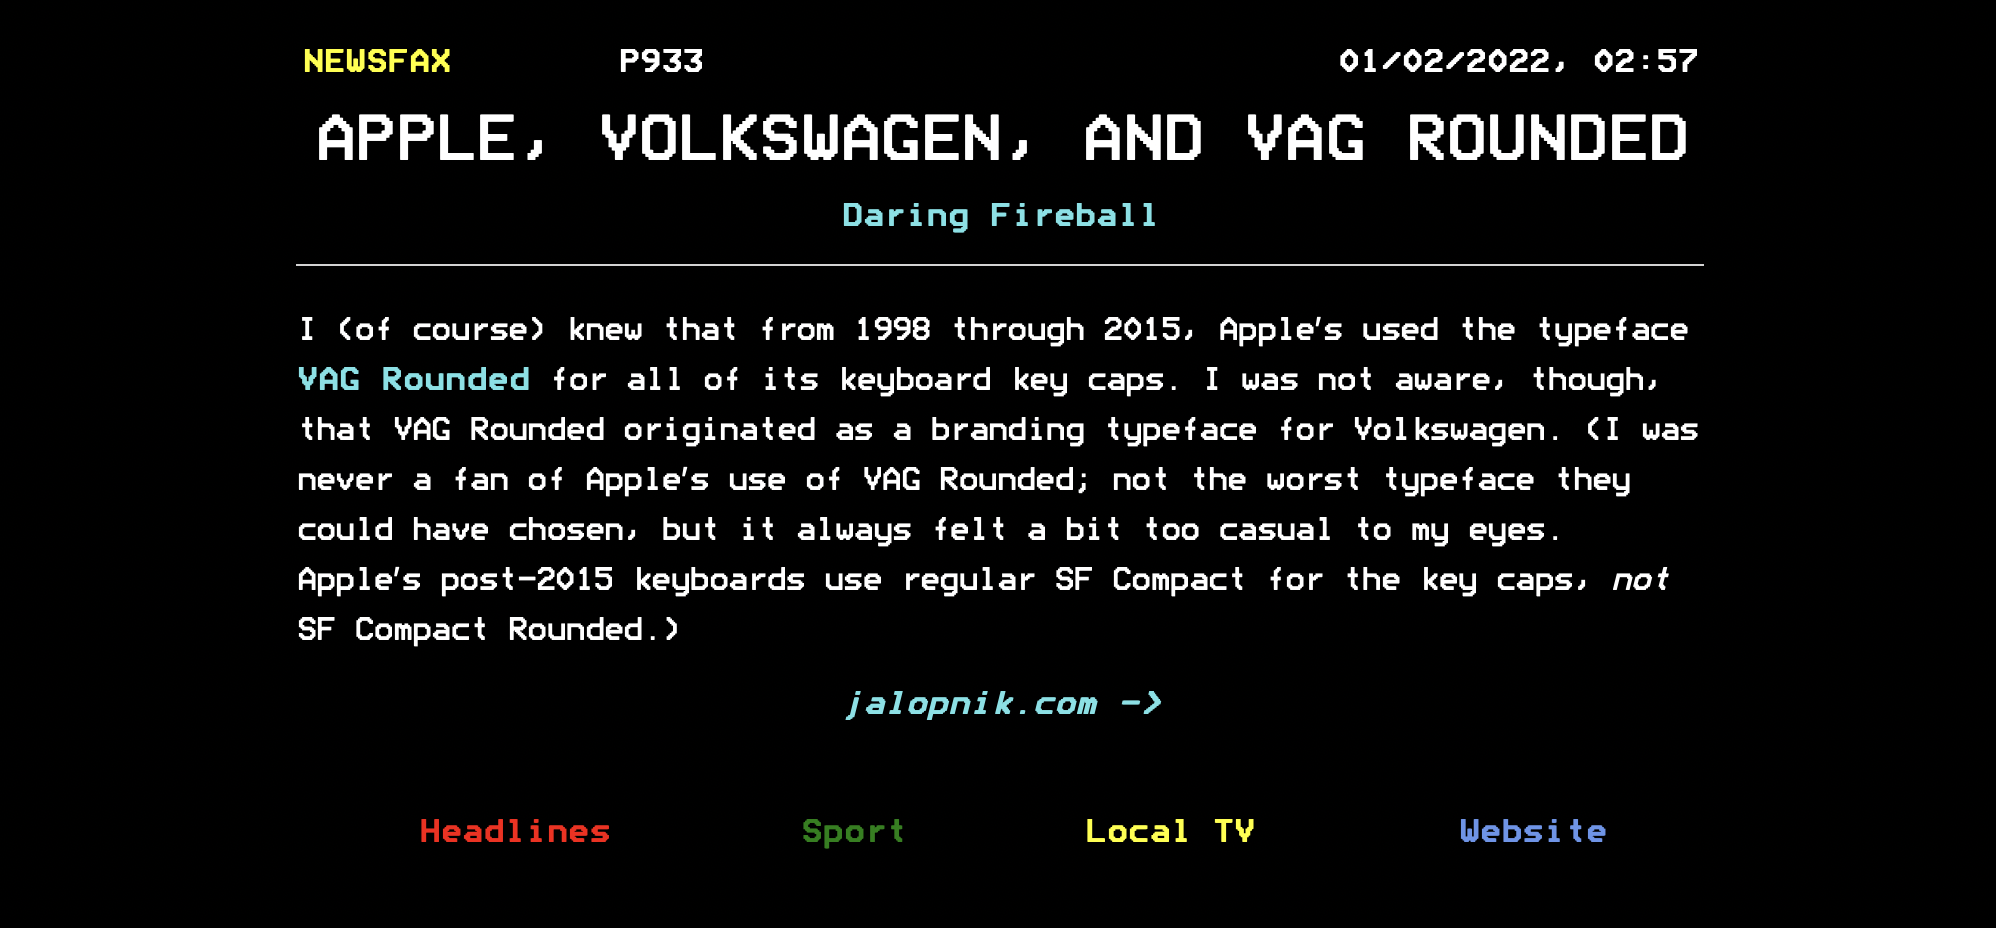 NEWSFAX P933 01/02/2022, 02:57
APPLE, VOLKSWAGEN, AND VAG ROUNDED
Daring Fireball
I (of course) knew that from 1998 through 2015, Apple's used the typeface
VAG Rounded for all of its keyboard key caps. I was not aware, though,
that VAG Rounded originated as a branding typeface for Volkswagen. (I was
never a fan of Apple's use of VAG Rounded; not the worst typeface they
could have chosen, but it always felt a bit too casual to my eyes.
Apple's post-2015 keyboards use regular SF Compact for the key caps, not
SF Compact Rounded.)
jalopnik.com ->
Headlines Sport Local TV Website